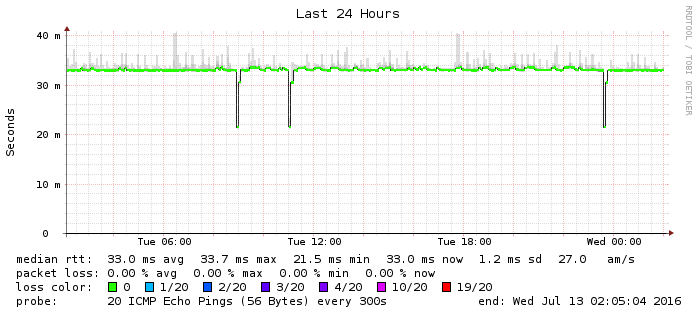 Last 24 Hours
RRDTOOL / TOBI OETIKER
Seconds
40 m
30 m
20 m
10 m
0
Tue 06:00 Tue 12:00 Tue 18:00 Wed 00:00
median rtt: 33.0 ms avg 33.7 ms max 21.5 ms min 33.0 ms now 1.2 ms sd 27.0 am/s
packet loss: 0.00 % avg 0.00 % max 0.00 % min 0.00 % now
loss color: 0 1/20 2/20 3/20 4/20 10/20 19/20
probe: 20 ICMP Echo Pings (56 Bytes) every 300s end: Wed Jul 13 02:05:04 2016